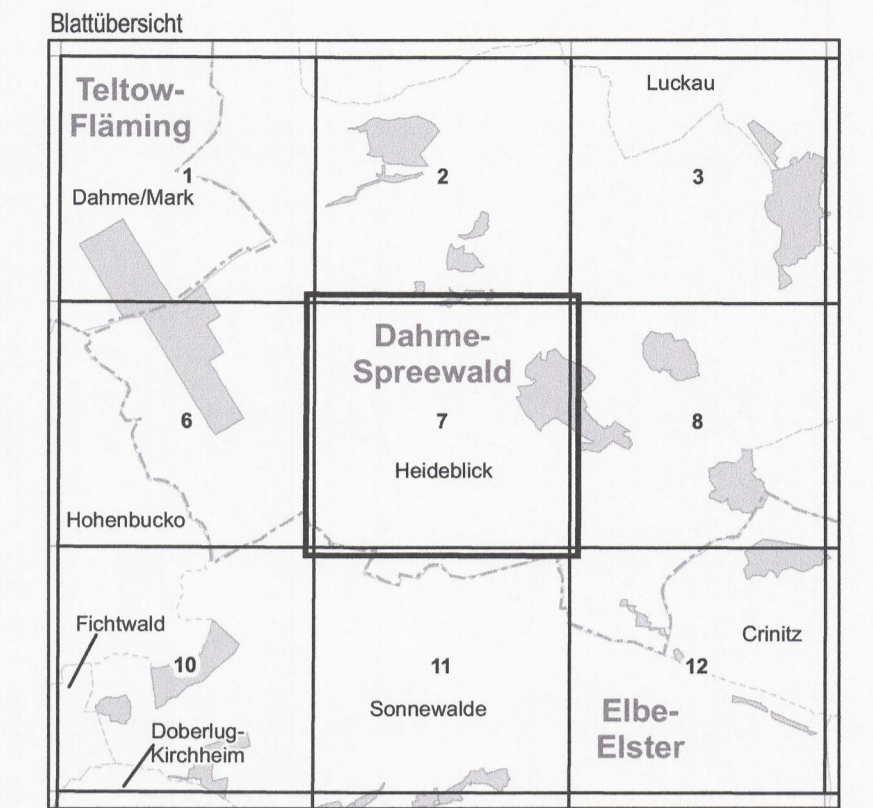 Blattübersicht
Teltow-
Fläming
1
Dahme/Mark
2
Luckau
3
6
Hohenbucko
Dahme-
Spreewald
7
Heideblick
8
Fichtwald
10
Doberlug-
Kirchheim
11
Sonnewalde
Crinitz
12
Elbe-
Elster